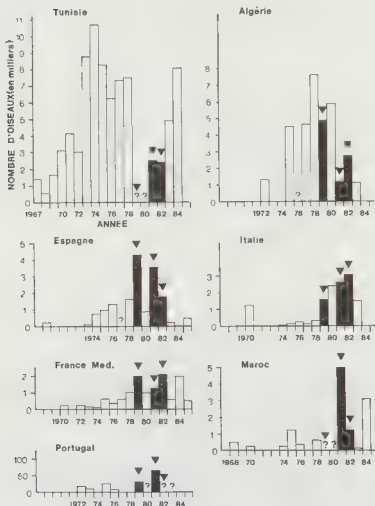 Tunisie
NOMBRE D'OISEAUX(en milliers)
11
10
9
8
7
6
5
4
3
2
1
0
? ?
1967 70 72 74 76 78 80 82 84
ANNÉE
Algérie
8
7
6
5
4
3
2
1
0
?
1972 74 76 78 80 82 84
Espagne
5
4
3
2
1
0
?
1974 76 78 80 82 84
Italie
3
2
1
0
1970 74 76 78 80 82 84
France Med.
2
1
0
1970 72 74 76 78 80 82 84
Maroc
5
4
3
2
1
0
? ?
1968 70 74 76 78 80 82 84
Portugal
100
50
0
? ? ?
1972 74 76 78 80 82 84